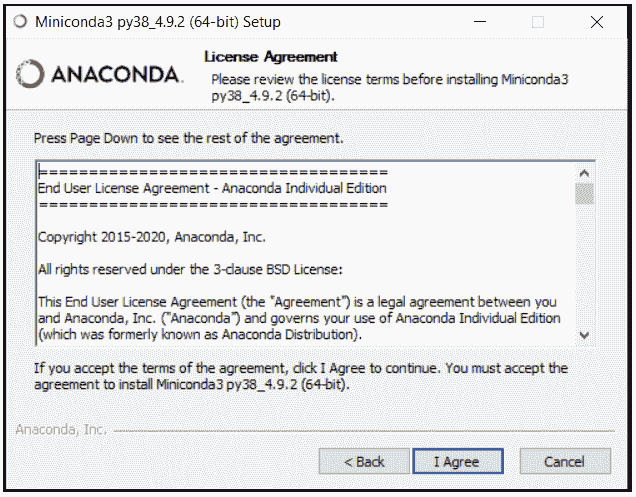 Miniconda3 py38_4.9.2 (64-bit) Setup
ANACONDA.
License Agreement
Please review the license terms before installing Miniconda3
py38_4.9.2 (64-bit).
Press Page Down to see the rest of the agreement.
===================================
End User License Agreement - Anaconda Individual Edition
===================================
Copyright 2015-2020, Anaconda, Inc.
All rights reserved under the 3-clause BSD License:
This End User License Agreement (the "Agreement") is a legal agreement between you
and Anaconda, Inc. ("Anaconda") and governs your use of Anaconda Individual Edition
(which was formerly known as Anaconda Distribution).
If you accept the terms of the agreement, click I Agree to continue. You must accept the
agreement to install Miniconda3 py38_4.9.2 (64-bit).
Anaconda, Inc.
< Back
I Agree
Cancel